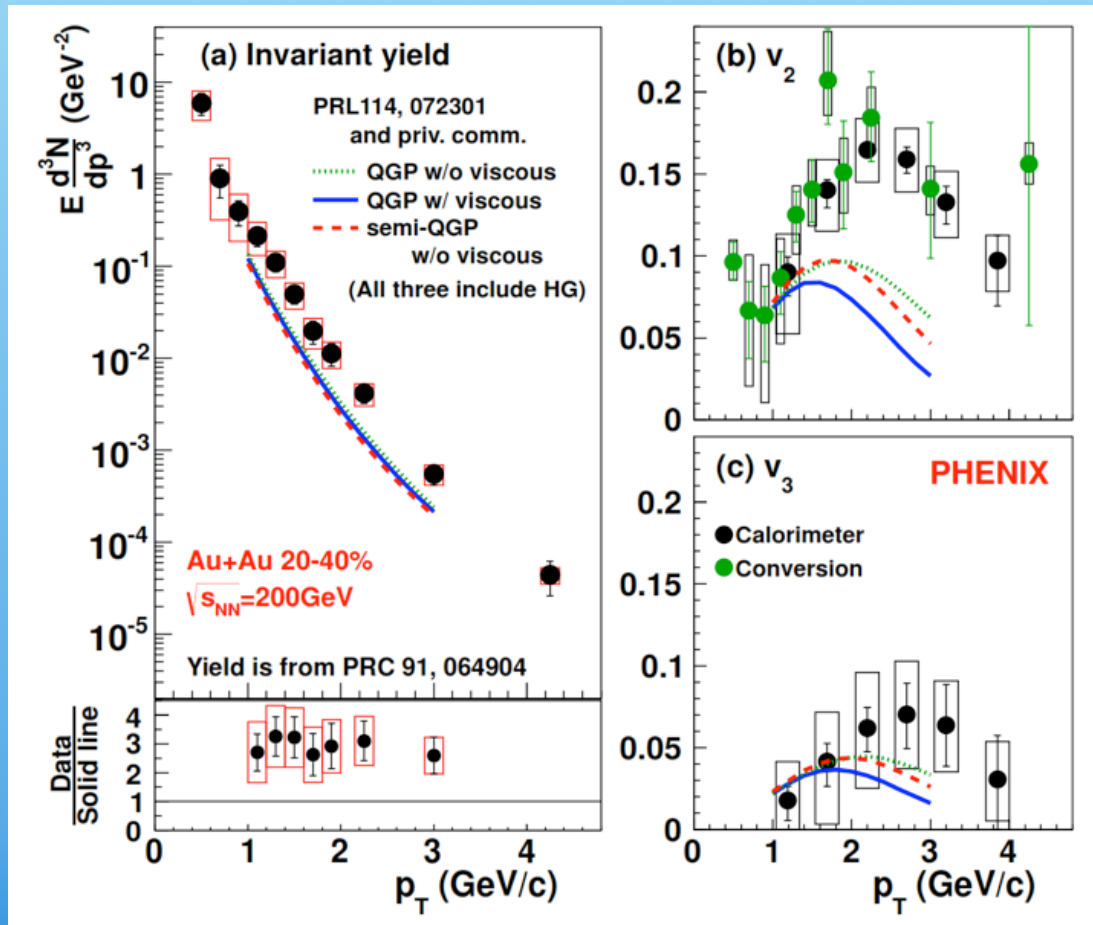 (a) Invariant yield
E d³N/dp³ (GeV⁻²)
PRL114, 072301
and priv. comm.
QGP w/o viscous
QGP w/ viscous
semi-QGP
w/o viscous
(All three include HG)
10
1
10⁻¹
10⁻²
10⁻³
10⁻⁴
10⁻⁵
Au+Au 20-40%
√s_NN=200GeV
Yield is from PRC 91, 064904
Data
Solid line
4
3
2
1
0
0 1 2 3 4
p_T (GeV/c)
(b) v₂
0.2
0.15
0.1
0.05
0
(c) v₃
PHENIX
Calorimeter
Conversion
0.2
0.15
0.1
0.05
0
0 1 2 3 4
p_T (GeV/c)